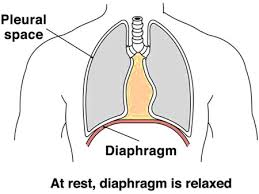 Pleural
space
Diaphragm
At rest, diaphragm is relaxed